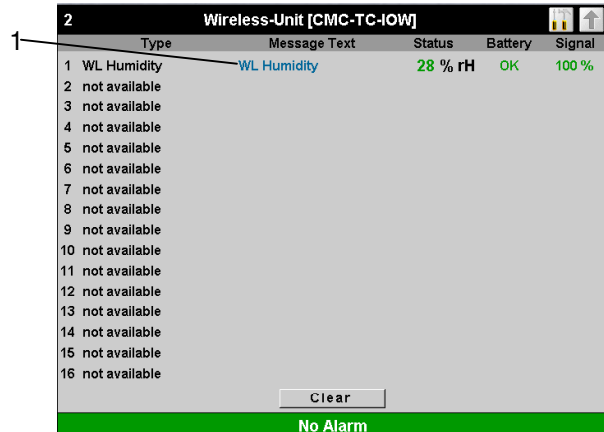 2 Wireless-Unit [CMC-TC-IOW]
1
Type Message Text Status Battery Signal
1 WL Humidity WL Humidity 28 % rH OK 100 %
2 not available
3 not available
4 not available
5 not available
6 not available
7 not available
8 not available
9 not available
10 not available
11 not available
12 not available
13 not available
14 not available
15 not available
16 not available
Clear
No Alarm